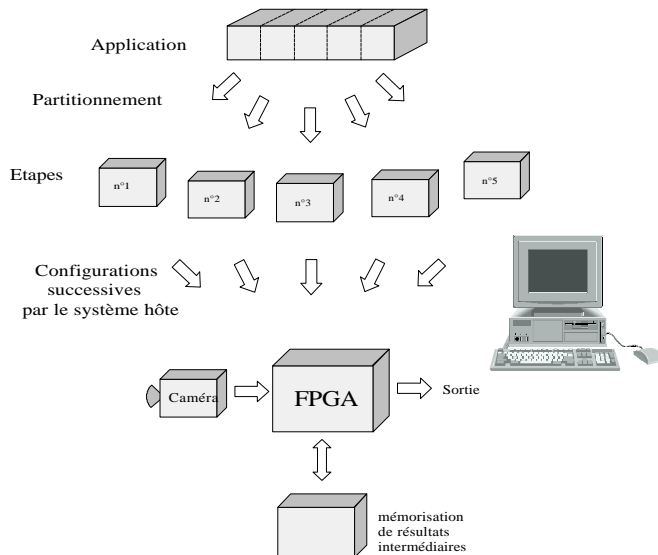 Application
Partitionnement
Etapes
n°1
n°2
n°3
n°4
n°5
Configurations
successives
par le système hôte
Caméra
FPGA
Sortie
mémorisation
de résultats
intermédiaires